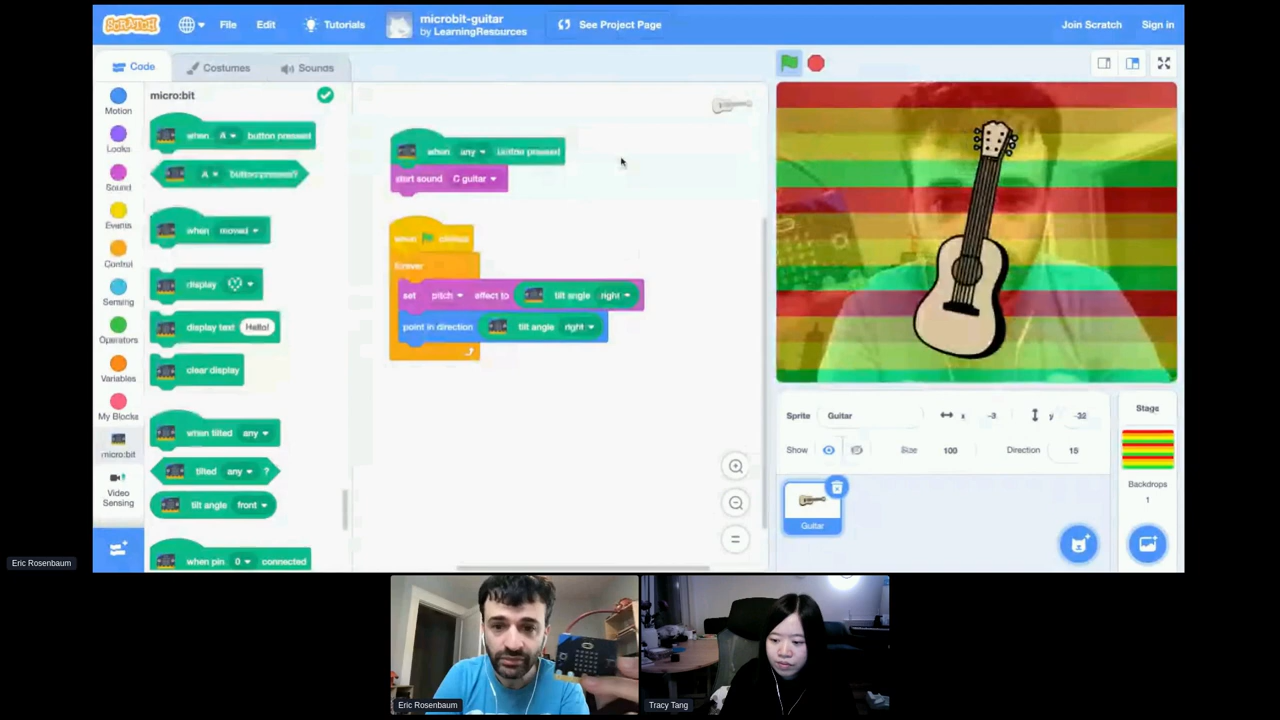 SCRATCH
File
Edit
Tutorials
microbit-guitar
by LearningResources
See Project Page
Join Scratch
Sign in
Code
Costumes
Sounds
Motion
Looks
Sound
Events
Control
Sensing
Operators
Variables
My Blocks
micro:bit
Video
Sensing
micro:bit
when A button pressed
A button pressed?
when moved
display
display text Hello!
clear display
when tilted any
tilted any ?
tilt angle front
when pin 0 connected
when any button pressed
start sound C guitar
when clicked
forever
set pitch effect to tilt angle right
point in direction tilt angle right
Sprite Guitar x -3 y -32
Show Size 100 Direction 15
Guitar
Stage
Backdrops
1
Eric Rosenbaum
Eric Rosenbaum
Tracy Tang